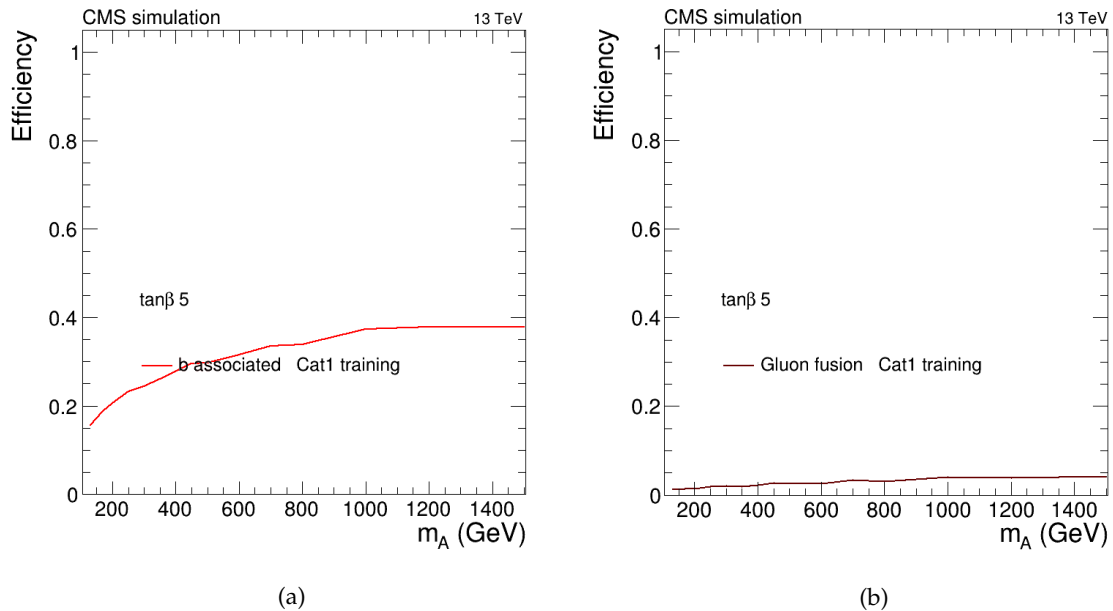 CMS simulation 13 TeV
Efficiency
1
0.8
0.6
0.4
0.2
0
tanβ 5
b associated Cat1 training
200 400 600 800 1000 1200 1400
m_A (GeV)
(a)
CMS simulation 13 TeV
Efficiency
1
0.8
0.6
0.4
0.2
0
tanβ 5
Gluon fusion Cat1 training
200 400 600 800 1000 1200 1400
m_A (GeV)
(b)